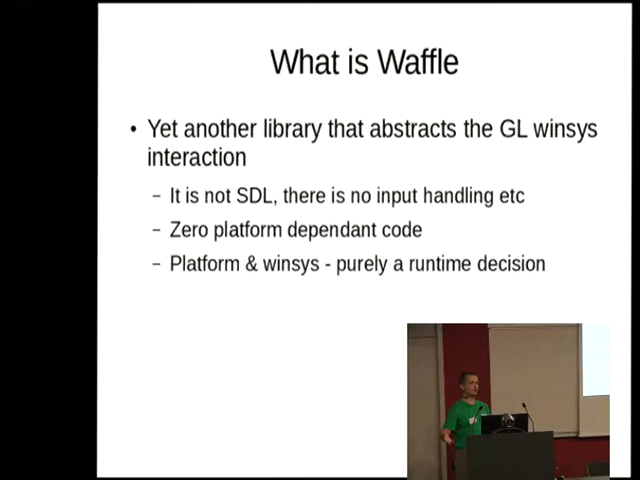 What is Waffle
• Yet another library that abstracts the GL winsys
interaction
– It is not SDL, there is no input handling etc
– Zero platform dependant code
– Platform & winsys - purely a runtime decision